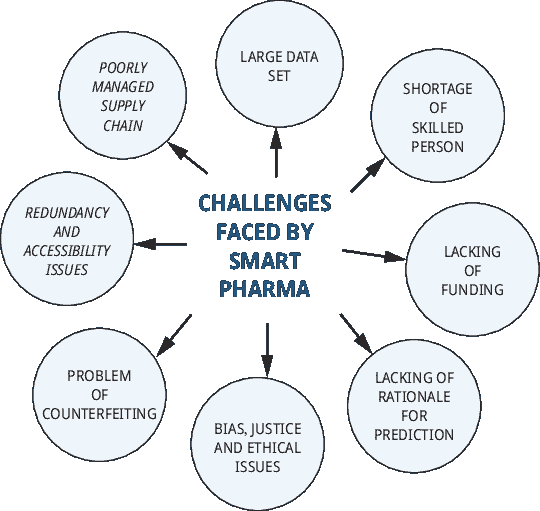 CHALLENGES
FACED BY
SMART
PHARMA
LARGE DATA
SET
SHORTAGE
OF
SKILLED
PERSON
LACKING
OF
FUNDING
LACKING OF
RATIONALE
FOR
PREDICTION
BIAS, JUSTICE
AND ETHICAL
ISSUES
PROBLEM
OF
COUNTERFEITING
REDUNDANCY
AND
ACCESSIBILITY
ISSUES
POORLY
MANAGED
SUPPLY
CHAIN